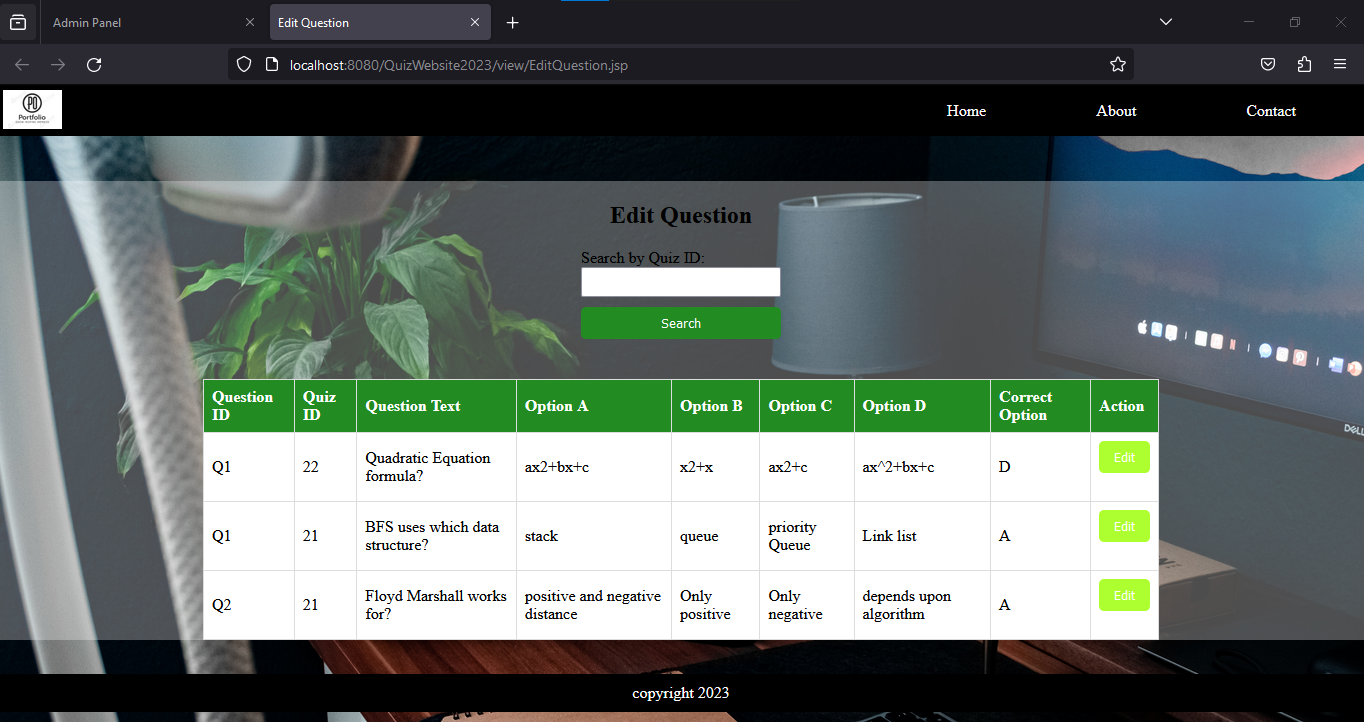 Admin Panel
Edit Question
localhost:8080/QuizWebsite2023/view/EditQuestion.jsp
PO
Portfolio
Home About Contact
Edit Question
Search by Quiz ID:
Search
Question ID Quiz ID Question Text Option A Option B Option C Option D Correct Option Action
Q1 22 Quadratic Equation formula? ax2+bx+c x2+x ax2+c ax^2+bx+c D Edit
Q1 21 BFS uses which data structure? stack queue priority Queue Link list A Edit
Q2 21 Floyd Marshall works for? positive and negative distance Only positive Only negative depends upon algorithm A Edit
DELL
copyright 2023